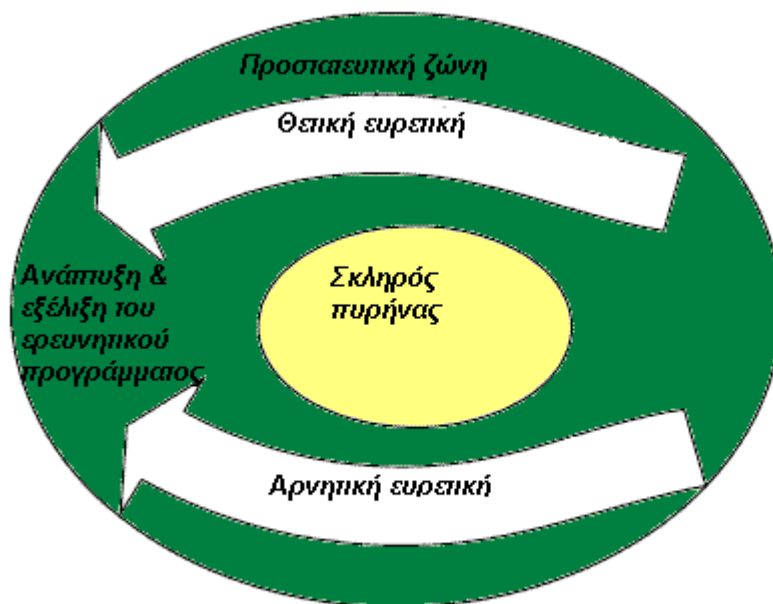 Προστατευτική ζώνη
Θετική ευρετική
Σκληρός
πυρήνας
Ανάπτυξη &
εξέλιξη του
ερευνητικού
προγράμματος
Αρνητική ευρετική